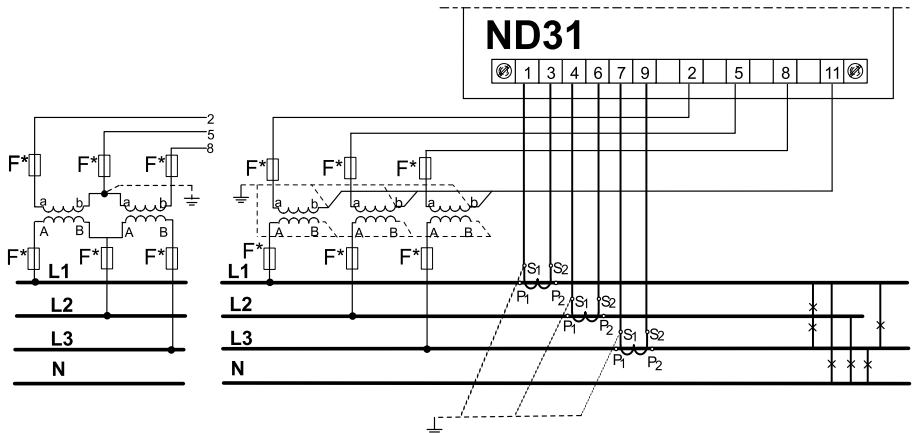 ND31
1 3 4 6 7 9 2 5 8 11
2
5
8
F* F* F* F* F* F*
a b a b a b a b a b
A B A B A B A B A B
F* F* F* F* F* F*
L1 L1 S1 S2
P1 P2
L2 L2 S1 S2
P1 P2
L3 L3 S1 S2
P1 P2
N N